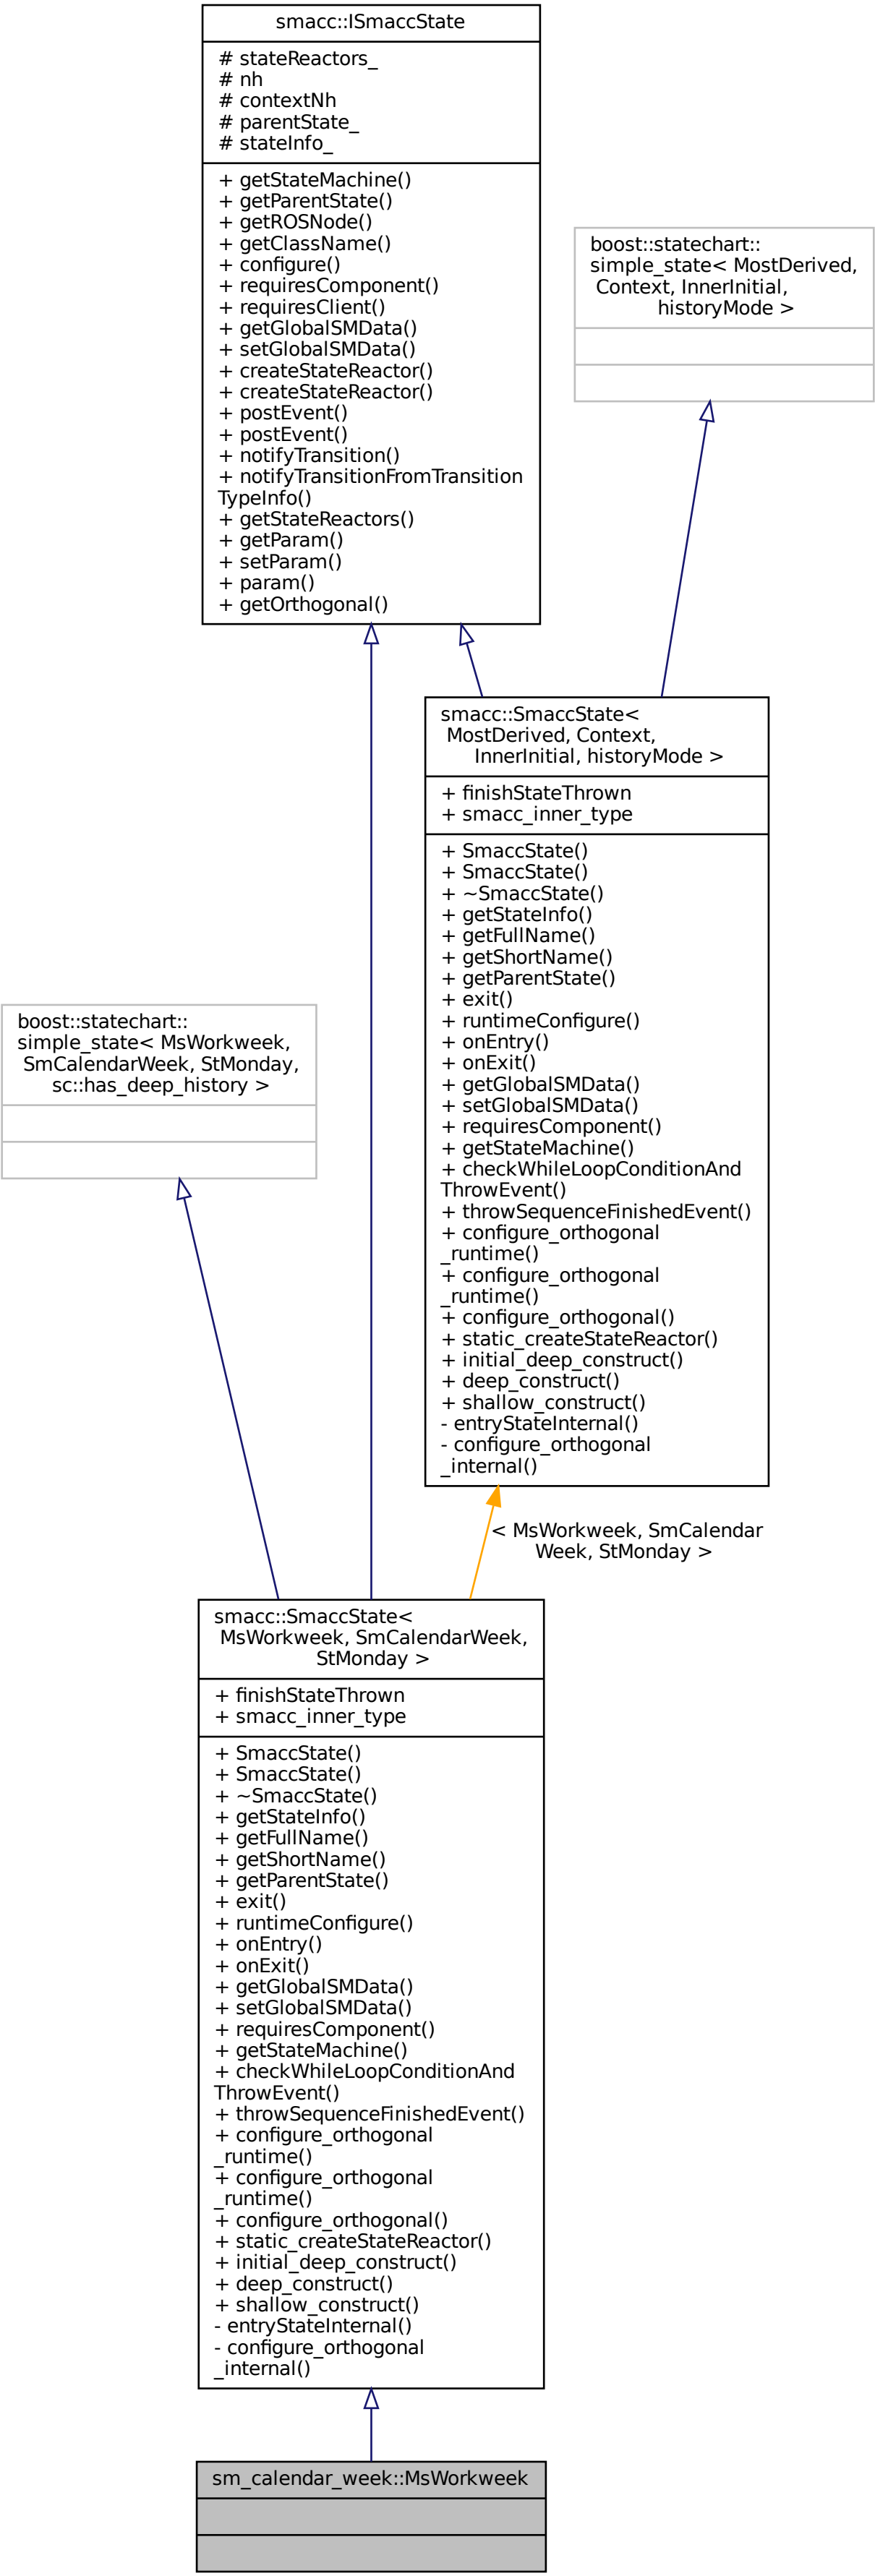 smacc::ISmaccState
# stateReactors_
# nh
# contextNh
# parentState_
# stateInfo_
+ getStateMachine()
+ getParentState()
+ getROSNode()
+ getClassName()
+ configure()
+ requiresComponent()
+ requiresClient()
+ getGlobalSMData()
+ setGlobalSMData()
+ createStateReactor()
+ createStateReactor()
+ postEvent()
+ postEvent()
+ notifyTransition()
+ notifyTransitionFromTransition
TypeInfo()
+ getStateReactors()
+ getParam()
+ setParam()
+ param()
+ getOrthogonal()
boost::statechart::
simple_state< MostDerived,
Context, InnerInitial,
historyMode >
smacc::SmaccState<
MostDerived, Context,
InnerInitial, historyMode >
+ finishStateThrown
+ smacc_inner_type
+ SmaccState()
+ SmaccState()
+ ~SmaccState()
+ getStateInfo()
+ getFullName()
+ getShortName()
+ getParentState()
+ exit()
+ runtimeConfigure()
+ onEntry()
+ onExit()
+ getGlobalSMData()
+ setGlobalSMData()
+ requiresComponent()
+ getStateMachine()
+ checkWhileLoopConditionAnd
ThrowEvent()
+ throwSequenceFinishedEvent()
+ configure_orthogonal
_runtime()
+ configure_orthogonal
_runtime()
+ configure_orthogonal()
+ static_createStateReactor()
+ initial_deep_construct()
+ deep_construct()
+ shallow_construct()
- entryStateInternal()
- configure_orthogonal
_internal()
boost::statechart::
simple_state< MsWorkweek,
SmCalendarWeek, StMonday,
sc::has_deep_history >
< MsWorkweek, SmCalendar
Week, StMonday >
smacc::SmaccState<
MsWorkweek, SmCalendarWeek,
StMonday >
+ finishStateThrown
+ smacc_inner_type
+ SmaccState()
+ SmaccState()
+ ~SmaccState()
+ getStateInfo()
+ getFullName()
+ getShortName()
+ getParentState()
+ exit()
+ runtimeConfigure()
+ onEntry()
+ onExit()
+ getGlobalSMData()
+ setGlobalSMData()
+ requiresComponent()
+ getStateMachine()
+ checkWhileLoopConditionAnd
ThrowEvent()
+ throwSequenceFinishedEvent()
+ configure_orthogonal
_runtime()
+ configure_orthogonal
_runtime()
+ configure_orthogonal()
+ static_createStateReactor()
+ initial_deep_construct()
+ deep_construct()
+ shallow_construct()
- entryStateInternal()
- configure_orthogonal
_internal()
sm_calendar_week::MsWorkweek